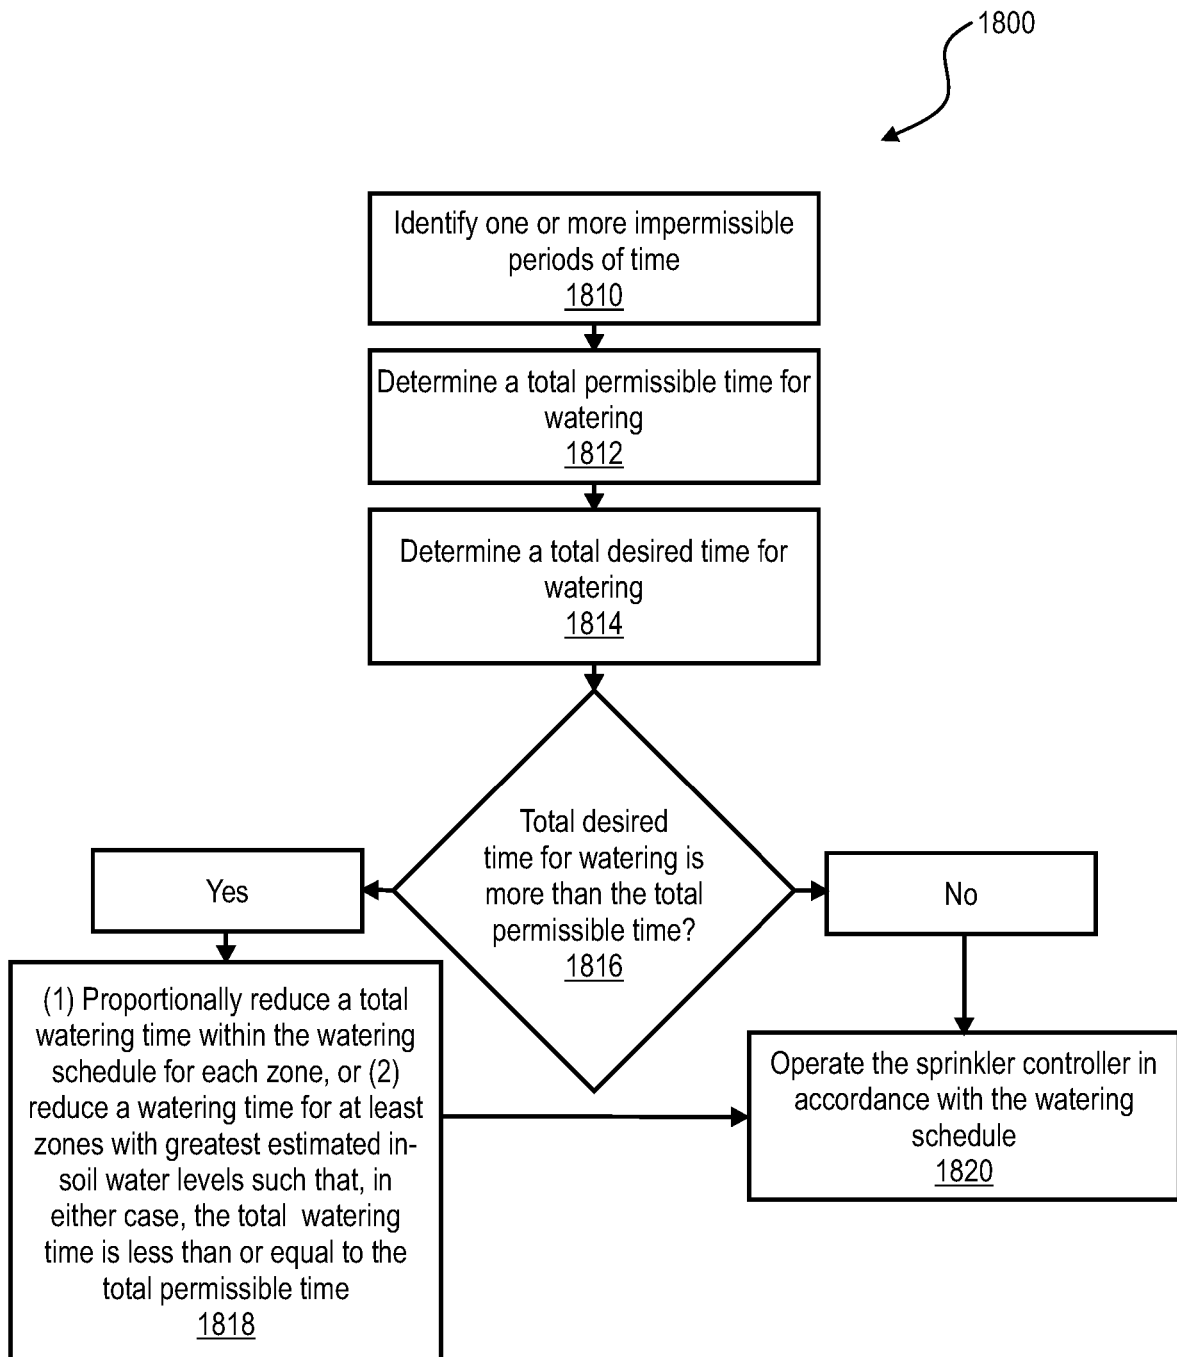 1800
Identify one or more impermissible
periods of time
1810
Determine a total permissible time for
watering
1812
Determine a total desired time for
watering
1814
Total desired
time for watering is
more than the total
permissible time?
1816
Yes
No
(1) Proportionally reduce a total
watering time within the watering
schedule for each zone, or (2)
reduce a watering time for at least
zones with greatest estimated in-
soil water levels such that, in
either case, the total watering
time is less than or equal to the
total permissible time
1818
Operate the sprinkler controller in
accordance with the watering
schedule
1820